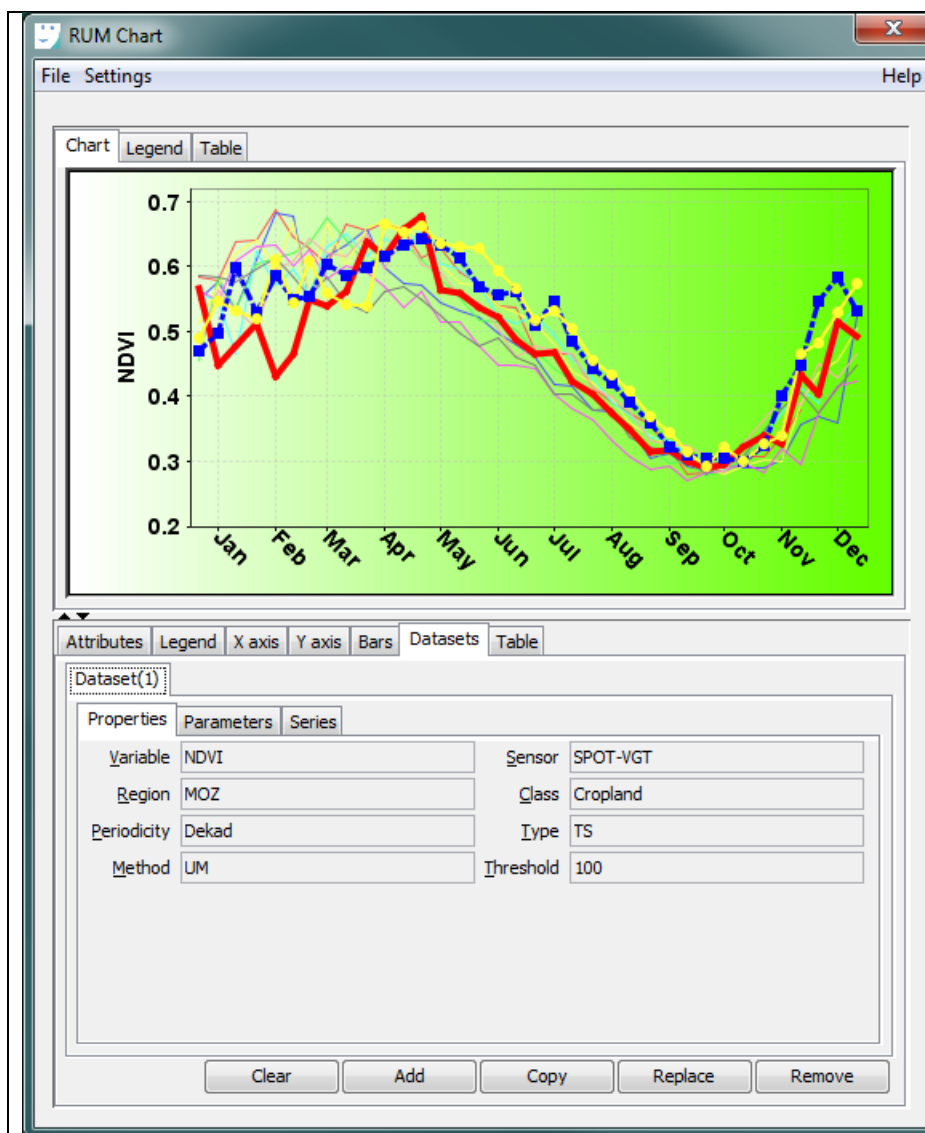 RUM Chart
File Settings Help
Chart Legend Table
0.7
0.6
0.5
0.4
0.3
0.2
NDVI
Jan Feb Mar Apr May Jun Jul Aug Sep Oct Nov Dec
Attributes Legend X axis Y axis Bars Datasets Table
Dataset(1)
Properties Parameters Series
Variable NDVI Sensor SPOT-VGT
Region MOZ Class Cropland
Periodicity Dekad Type TS
Method UM Threshold 100
Clear Add Copy Replace Remove